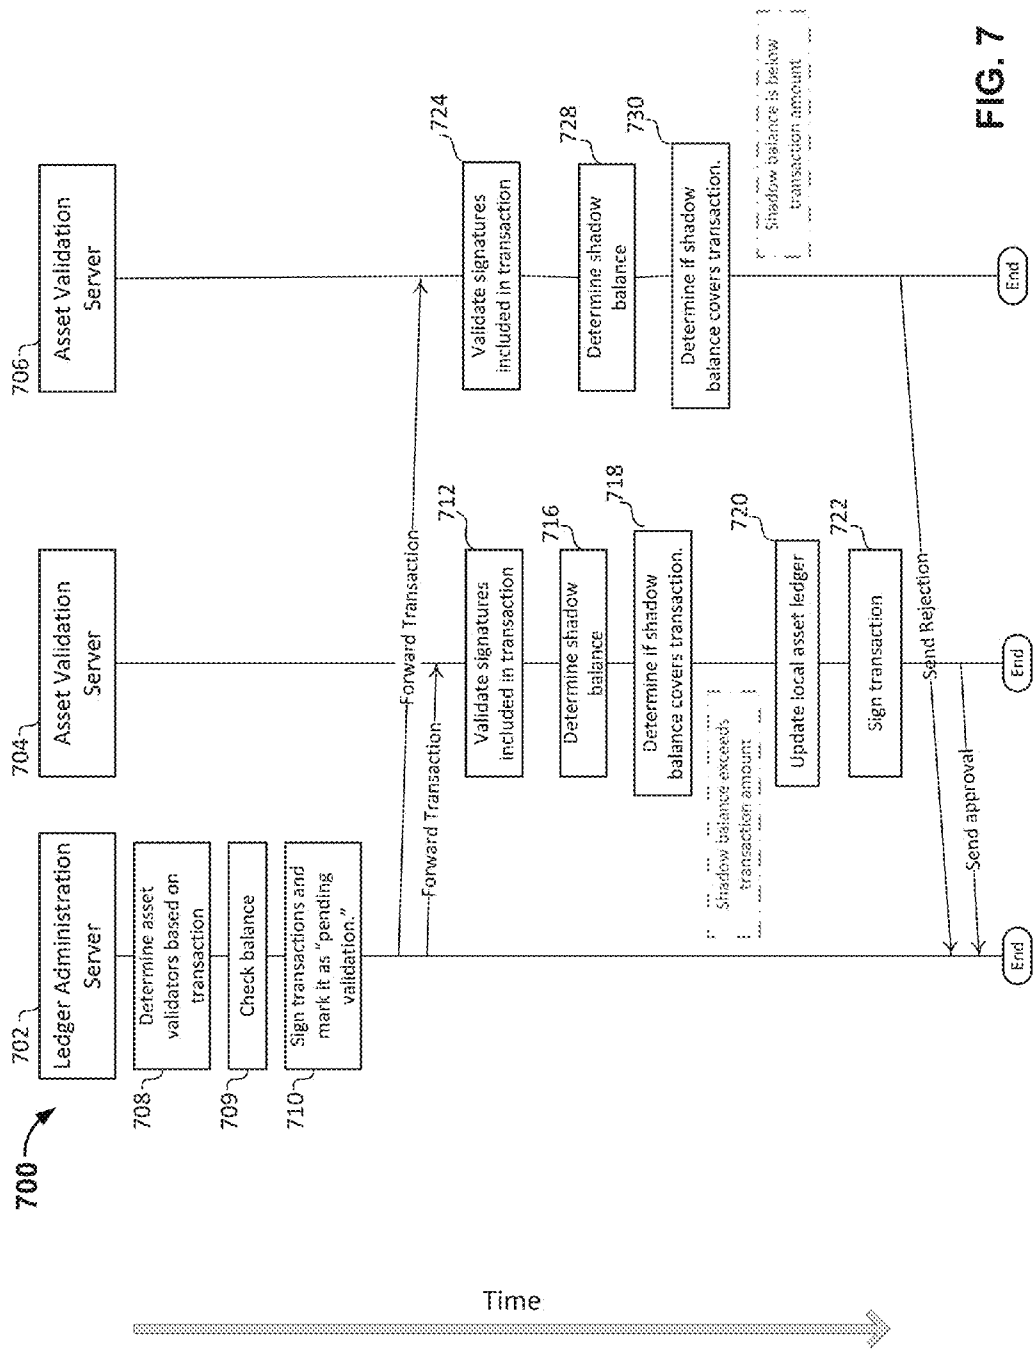 700
702
Ledger Administration
Server
704
Asset Validation
Server
706
Asset Validation
Server
708
Determine asset
validators based on
transaction
709
Check balance
710
Sign transactions and
mark it as “pending
validation.”
Forward Transaction
Forward Transaction
712
Validate signatures
included in transaction
716
Determine shadow
balance
718
Determine if shadow
balance covers transaction.
Shadow balance exceeds
transaction amount
720
Update local asset ledger
722
Sign transaction
724
Validate signatures
included in transaction
728
Determine shadow
balance
730
Determine if shadow
balance covers transaction.
Shadow balance is below
transaction amount
Send Rejection
Send approval
End
End
End
Time
FIG. 7